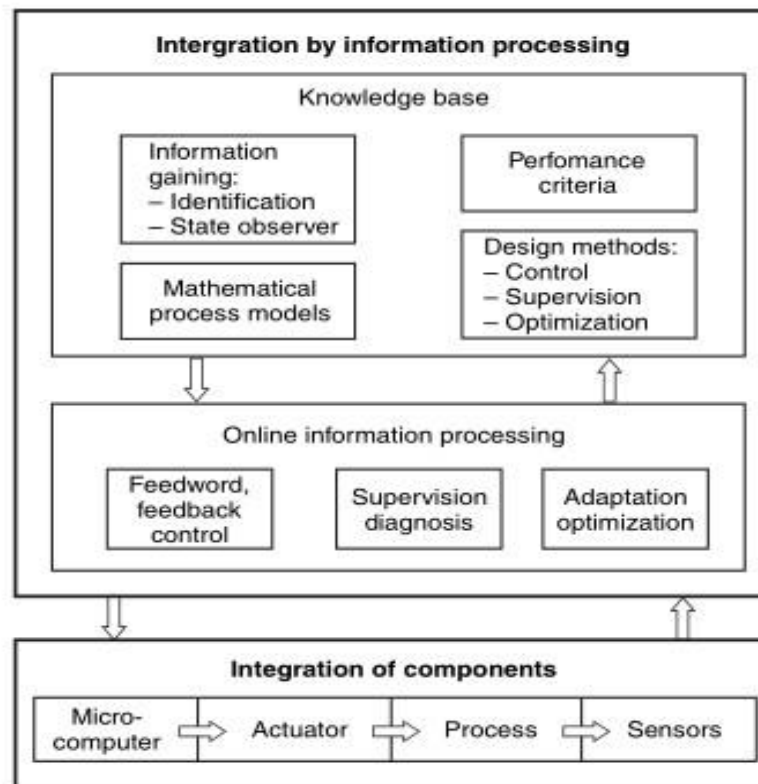 Intergration by information processing
Knowledge base
Information
gaining:
– Identification
– State observer
Mathematical
process models
Perfomance
criteria
Design methods:
– Control
– Supervision
– Optimization
Online information processing
Feedword,
feedback
control
Supervision
diagnosis
Adaptation
optimization
Integration of components
Micro-
computer
Actuator
Process
Sensors